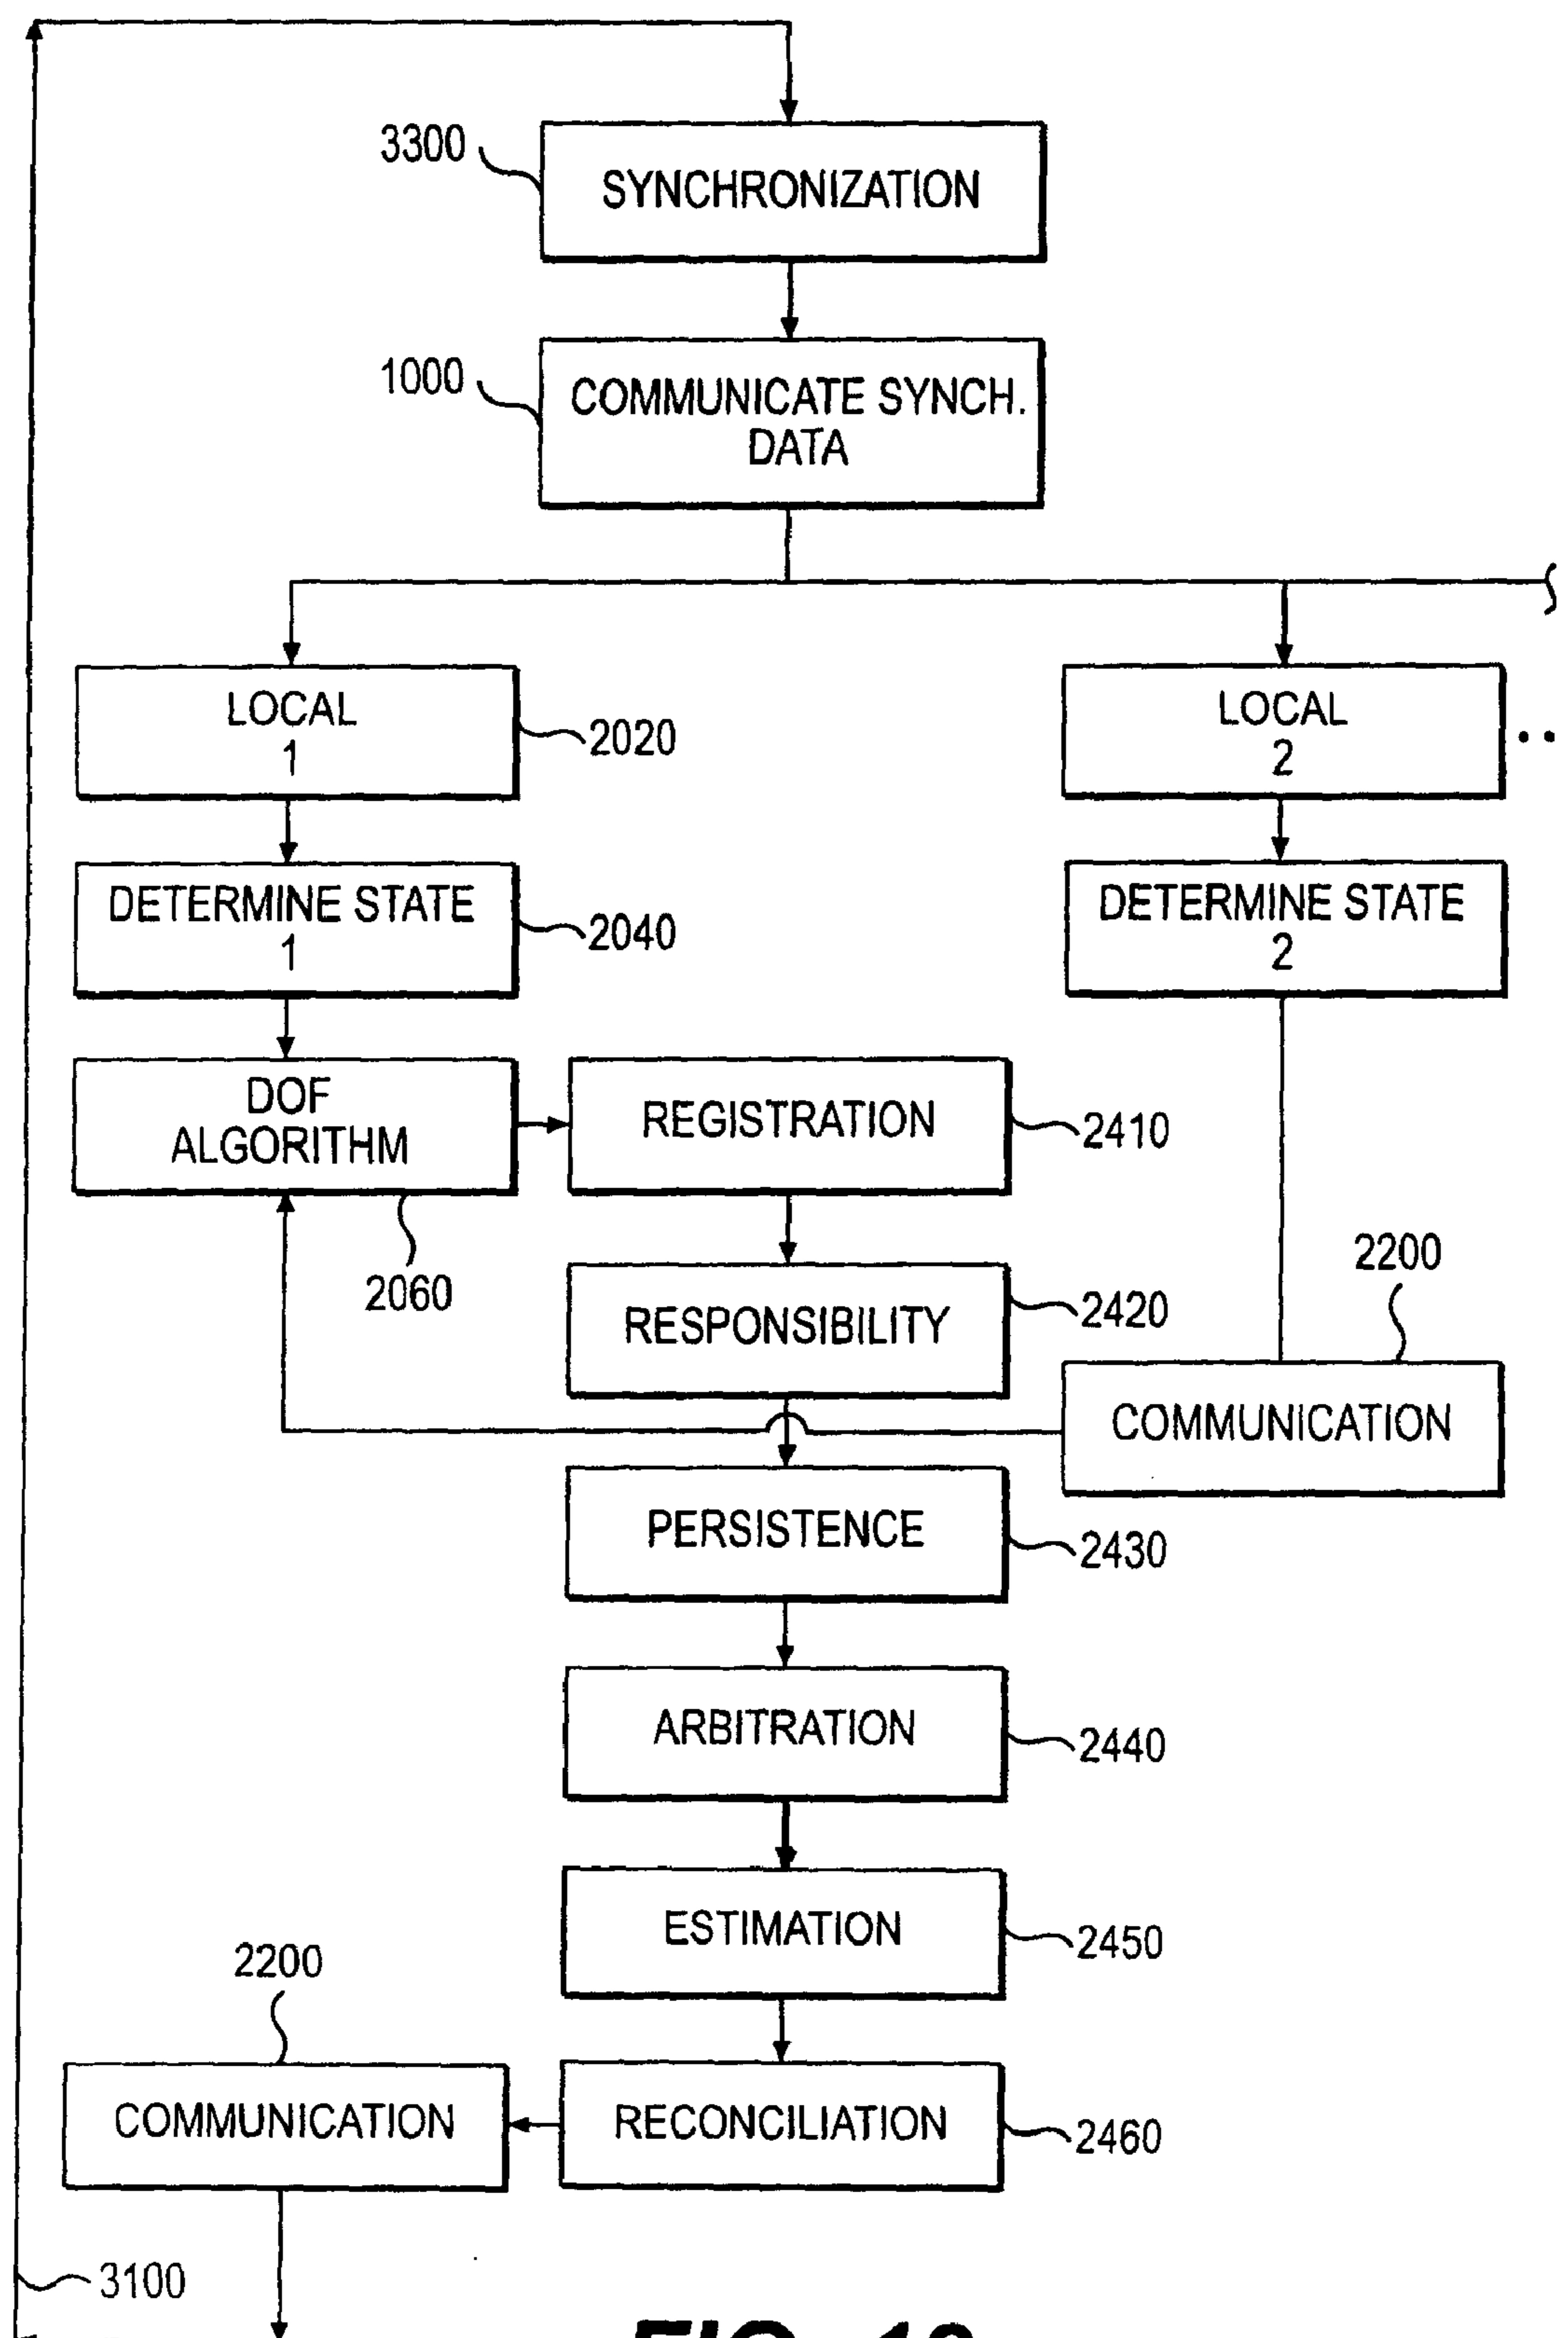 3300
SYNCHRONIZATION
1000
COMMUNICATE SYNCH.
DATA
LOCAL
1
2020
LOCAL
2
DETERMINE STATE
1
2040
DETERMINE STATE
2
DOF
ALGORITHM
2060
REGISTRATION
2410
RESPONSIBILITY
2420
2200
COMMUNICATION
PERSISTENCE
2430
ARBITRATION
2440
ESTIMATION
2450
2200
COMMUNICATION
RECONCILIATION
2460
3100
FIG.